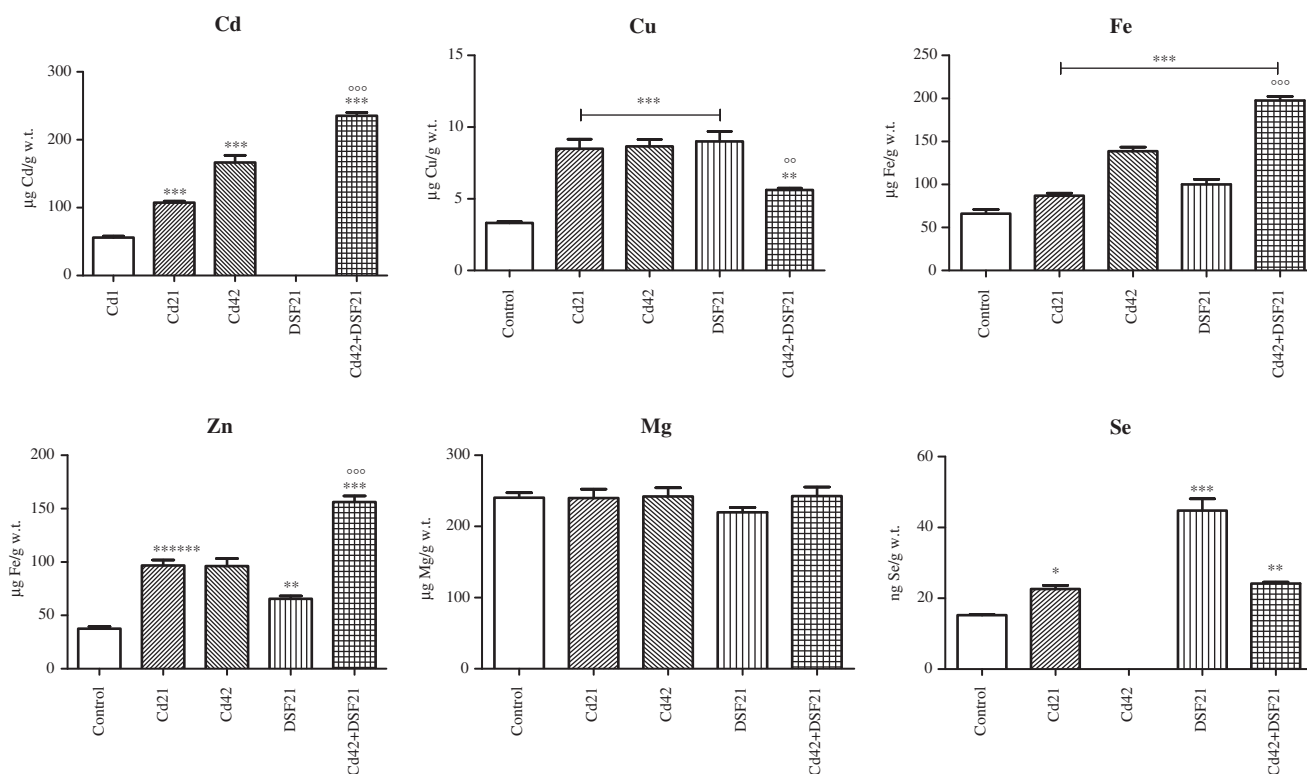 Cd
µg Cd/g w.t.
300
200
100
0
***
***
°°°
***
Cd1
Cd21
Cd42
DSF21
Cd42+DSF21
Cu
µg Cu/g w.t.
15
10
5
0
***
°°
**
Control
Cd21
Cd42
DSF21
Cd42+DSF21
Fe
µg Fe/g w.t.
250
200
150
100
50
0
***
°°°
Control
Cd21
Cd42
DSF21
Cd42+DSF21
Zn
µg Fe/g w.t.
200
150
100
50
0
******
**
°°°
***
Control
Cd21
Cd42
DSF21
Cd42+DSF21
Mg
µg Mg/g w.t.
300
200
100
0
Control
Cd21
Cd42
DSF21
Cd42+DSF21
Se
ng Se/g w.t.
60
40
20
0
*
***
**
Control
Cd21
Cd42
DSF21
Cd42+DSF21